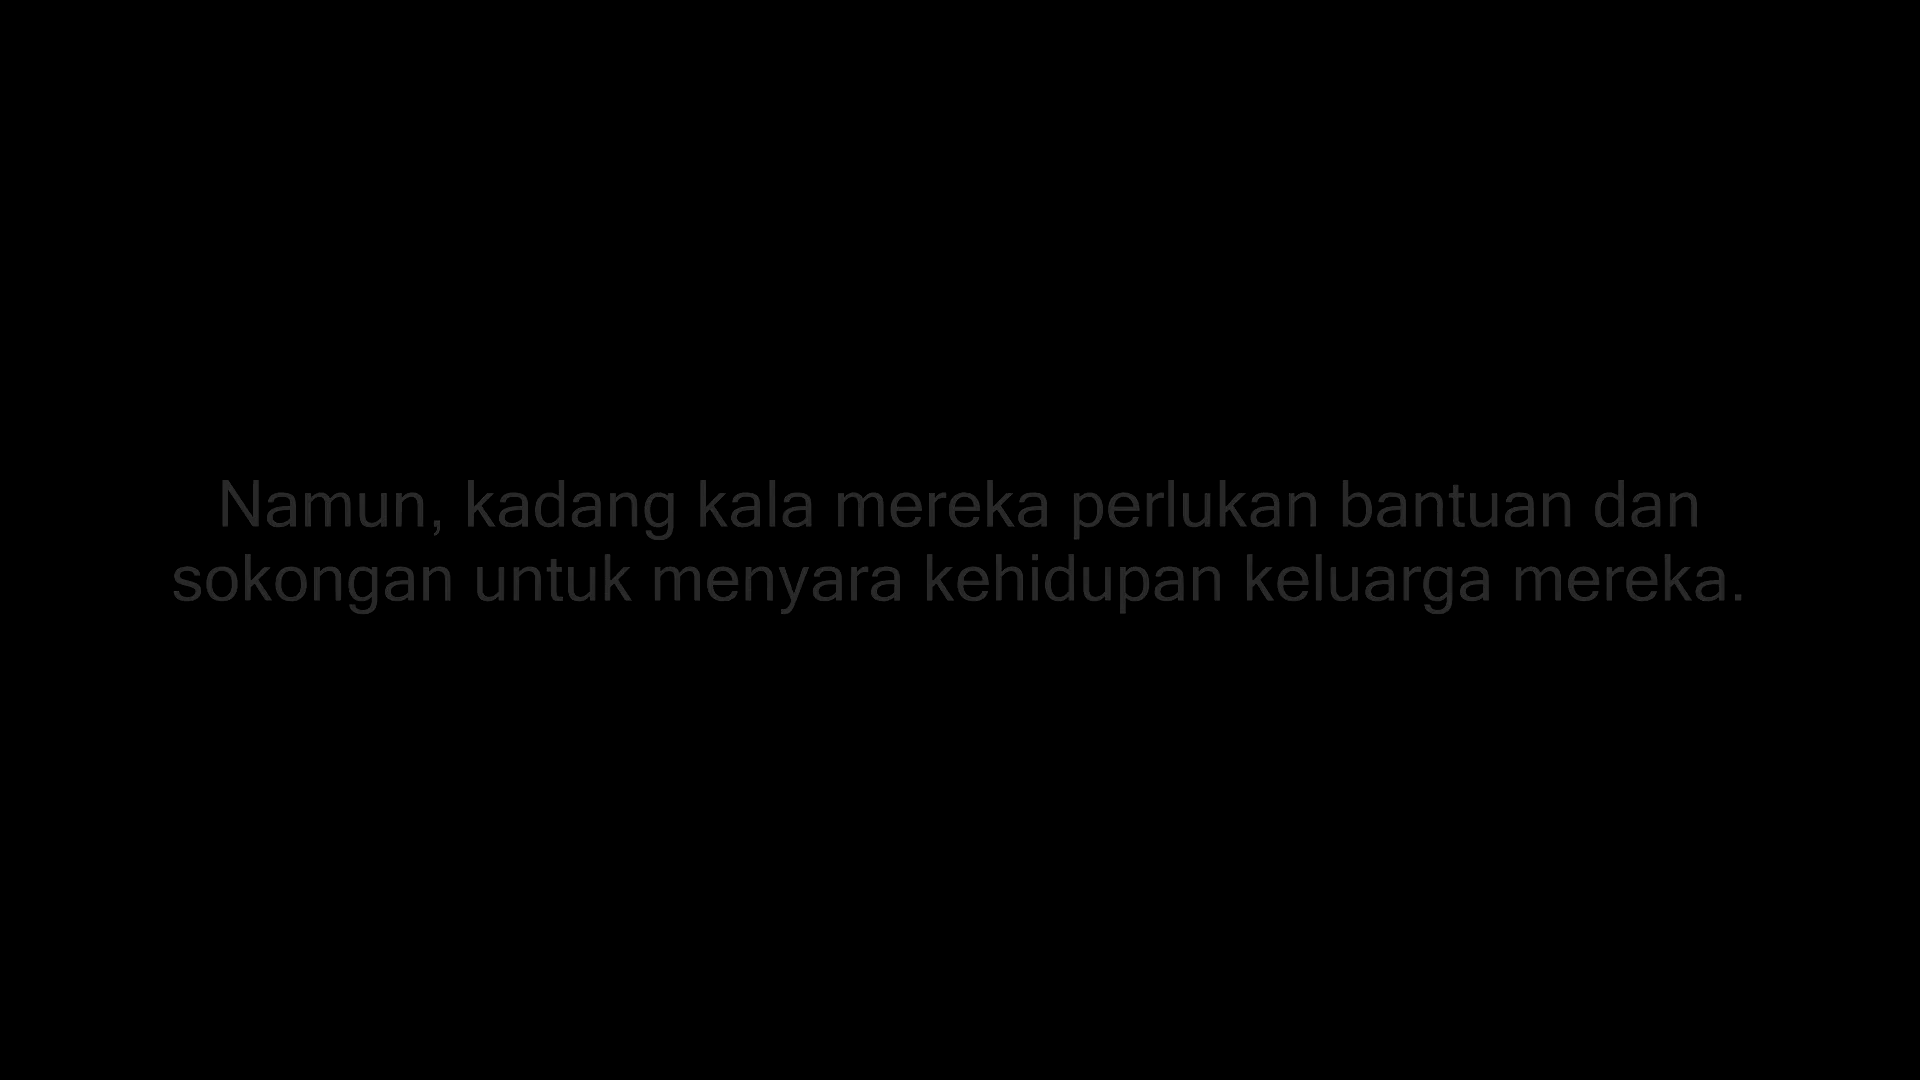 Namun, kadang kala mereka perlukan bantuan dan
sokongan untuk menyara kehidupan keluarga mereka.